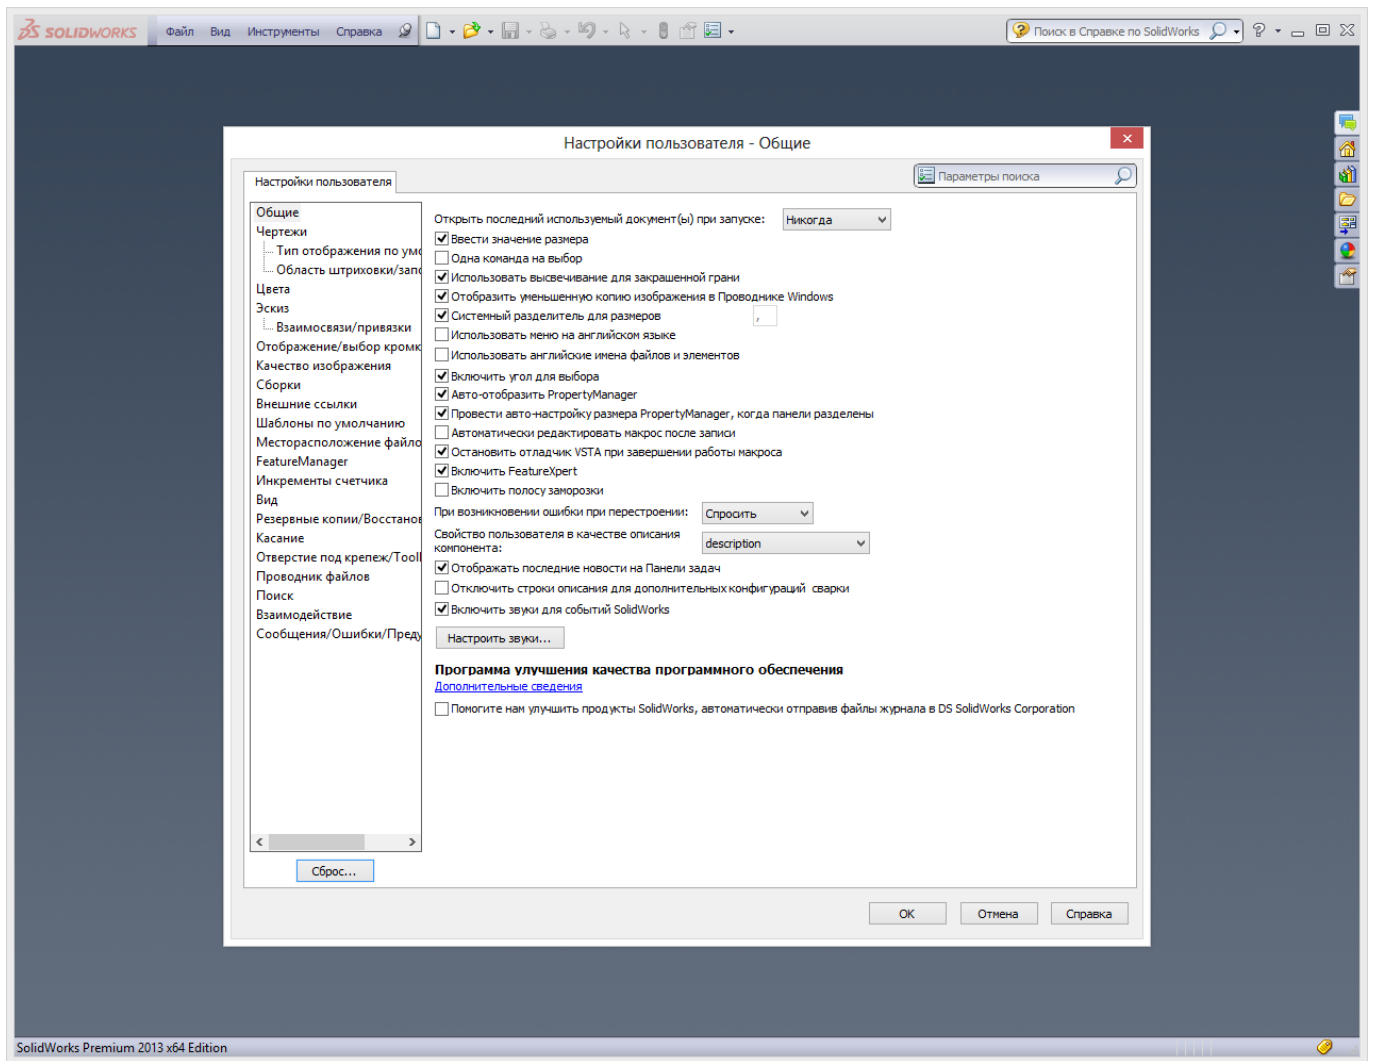 SOLIDWORKS Файл Вид Инструменты Справка Поиск в Справке по SolidWorks
Настройки пользователя - Общие
Настройки пользователя
Параметры поиска
Общие
Чертежи
Тип отображения по умо
Область штриховки/запо
Цвета
Эскиз
Взаимосвязи/привязки
Отображение/выбор кромк
Качество изображения
Сборки
Внешние ссылки
Шаблоны по умолчанию
Месторасположение файло
FeatureManager
Инкременты счетчика
Вид
Резервные копии/Восстанов
Касание
Отверстие под крепеж/Tooll
Проводник файлов
Поиск
Взаимодействие
Сообщения/Ошибки/Преду
Сброс...
Открыть последний используемый документ(ы) при запуске: Никогда
Ввести значение размера
Одна команда на выбор
Использовать высвечивание для закрашенной грани
Отобразить уменьшенную копию изображения в Проводнике Windows
Системный разделитель для размеров ,
Использовать меню на английском языке
Использовать английские имена файлов и элементов
Включить угол для выбора
Авто-отобразить PropertyManager
Провести авто-настройку размера PropertyManager, когда панели разделены
Автоматически редактировать макрос после записи
Остановить отладчик VSTA при завершении работы макроса
Включить FeatureXpert
Включить полосу заморозки
При возникновении ошибки при перестроении: Спросить
Свойство пользователя в качестве описания
компонента: description
Отображать последние новости на Панели задач
Отключить строки описания для дополнительных конфигураций сварки
Включить звуки для событий SolidWorks
Настроить звуки...
Программа улучшения качества программного обеспечения
Дополнительные сведения
Помогите нам улучшить продукты SolidWorks, автоматически отправив файлы журнала в DS SolidWorks Corporation
ОК Отмена Справка
SolidWorks Premium 2013 x64 Edition